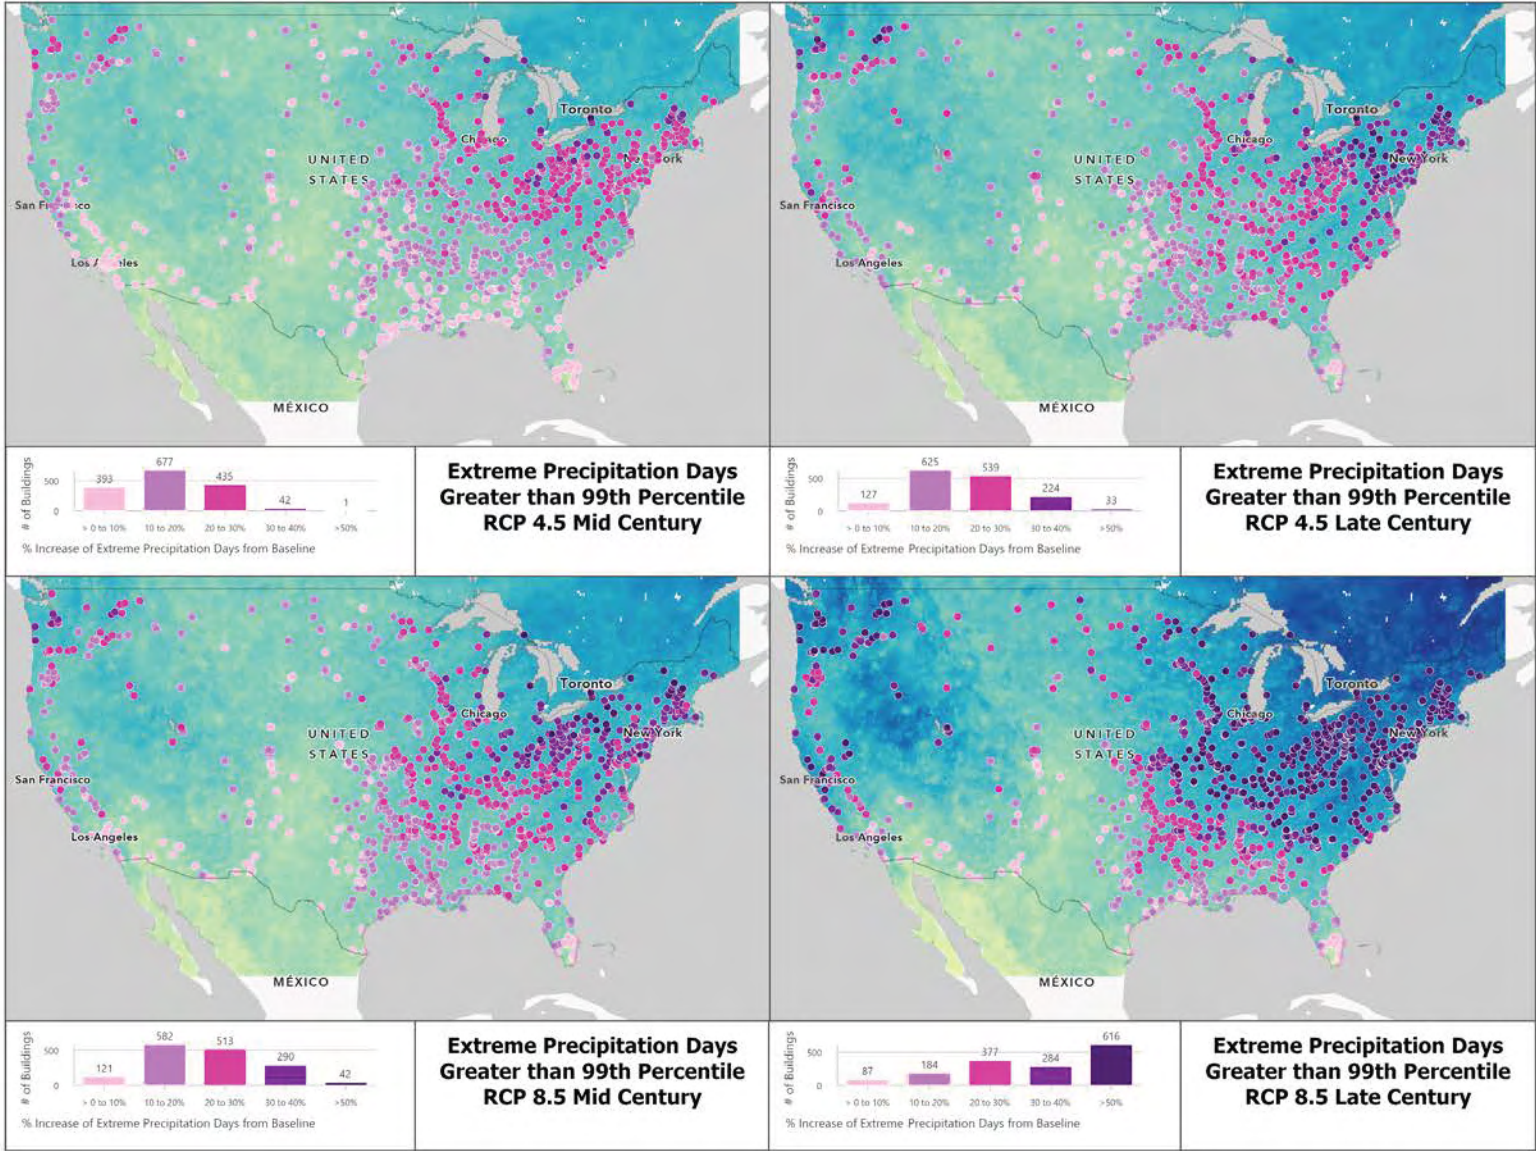 Toronto
Chicago
UNITED
STATES
New York
San Francisco
Los Angeles
MÉXICO
Toronto
Chicago
UNITED
STATES
New York
San Francisco
Los Angeles
MÉXICO
# of Buildings
500
0
393
677
435
42
1
> 0 to 10%
10 to 20%
20 to 30%
30 to 40%
>50%
% Increase of Extreme Precipitation Days from Baseline
Extreme Precipitation Days
Greater than 99th Percentile
RCP 4.5 Mid Century
# of Buildings
500
0
127
625
539
224
33
> 0 to 10%
10 to 20%
20 to 30%
30 to 40%
>50%
% Increase of Extreme Precipitation Days from Baseline
Extreme Precipitation Days
Greater than 99th Percentile
RCP 4.5 Late Century
Toronto
Chicago
UNITED
STATES
New York
San Francisco
Los Angeles
MÉXICO
Toronto
Chicago
UNITED
STATES
New York
San Francisco
Los Angeles
MÉXICO
# of Buildings
500
0
121
582
513
290
42
> 0 to 10%
10 to 20%
20 to 30%
30 to 40%
>50%
% Increase of Extreme Precipitation Days from Baseline
Extreme Precipitation Days
Greater than 99th Percentile
RCP 8.5 Mid Century
# of Buildings
500
0
87
184
377
284
616
> 0 to 10%
10 to 20%
20 to 30%
30 to 40%
>50%
% Increase of Extreme Precipitation Days from Baseline
Extreme Precipitation Days
Greater than 99th Percentile
RCP 8.5 Late Century